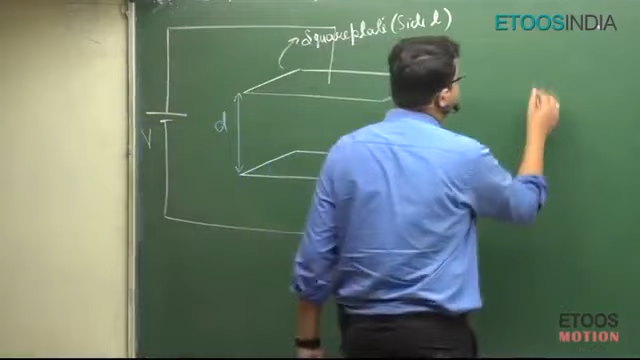 ETOOSINDIA
Square plate (Side l)
d
V
ETOOS
MOTION